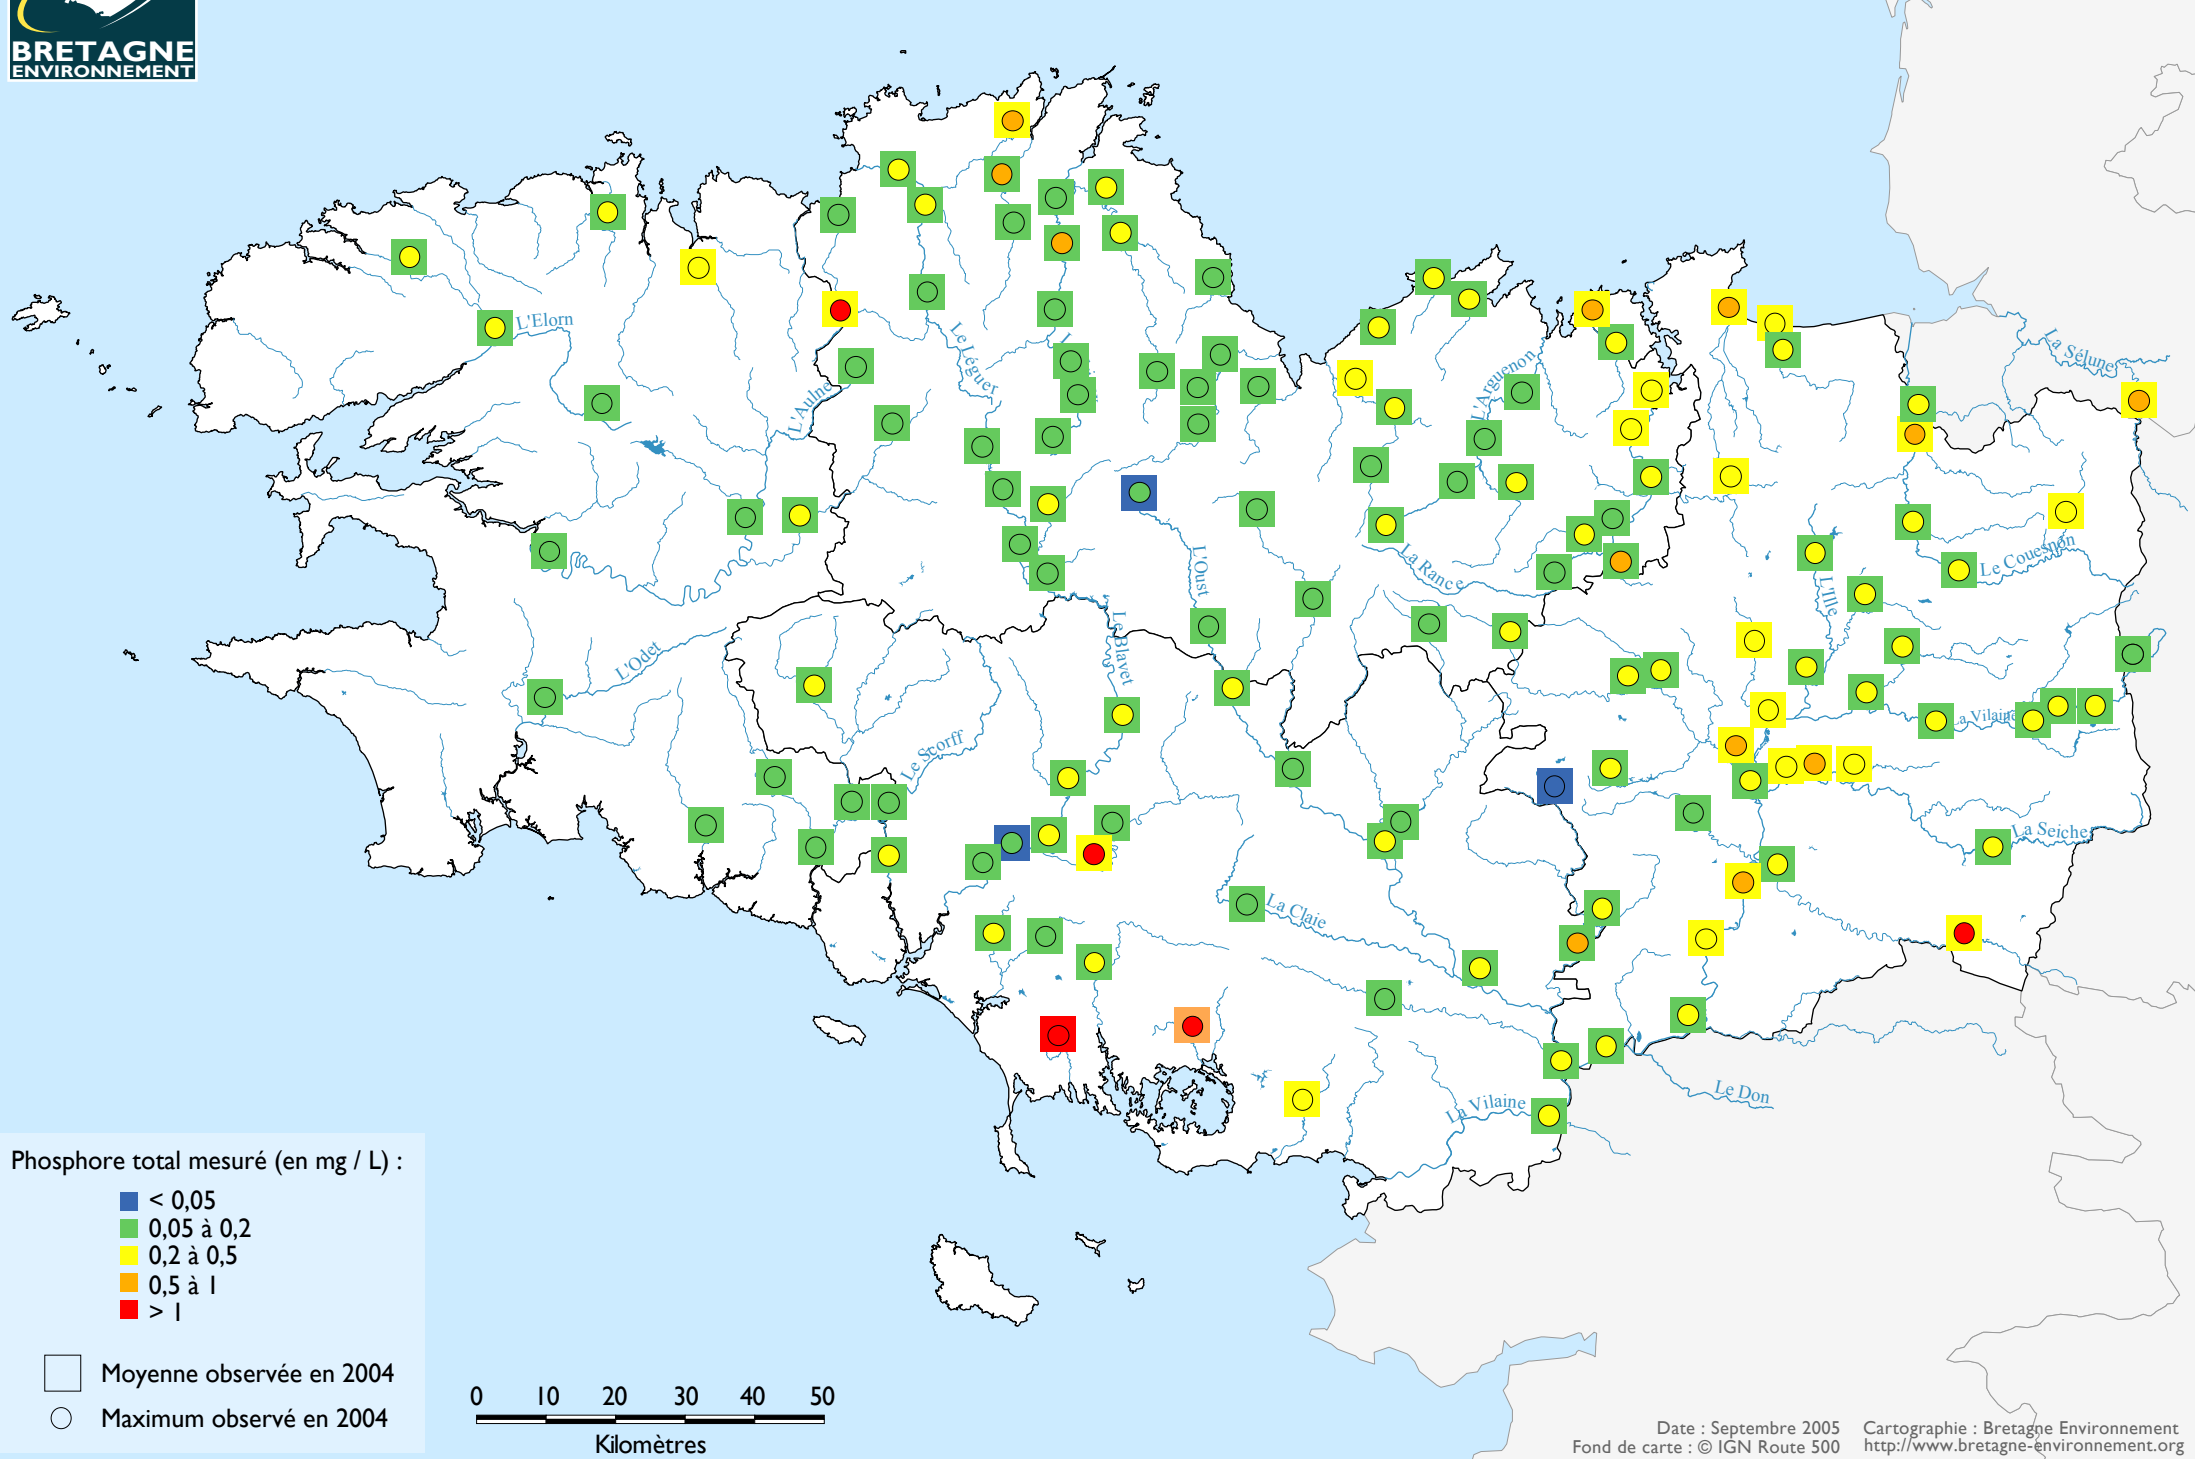 BRETAGNE
ENVIRONNEMENT
L'Elorn
Le Léguer
L'Aulne
L'Arguenon
La Sélune
Le Couesnon
L'Ille
L'Oust
La Rance
Le Blavet
L'Odet
La Vilaine
Le Scorff
La Seiche
La Claie
La Vilaine
Le Don
Phosphore total mesuré (en mg / L) :
< 0,05
0,05 à 0,2
0,2 à 0,5
0,5 à 1
> 1
Moyenne observée en 2004
Maximum observé en 2004
0 10 20 30 40 50
Kilomètres
Date : Septembre 2005 Cartographie : Bretagne Environnement
Fond de carte : © IGN Route 500 http://www.bretagne-environnement.org